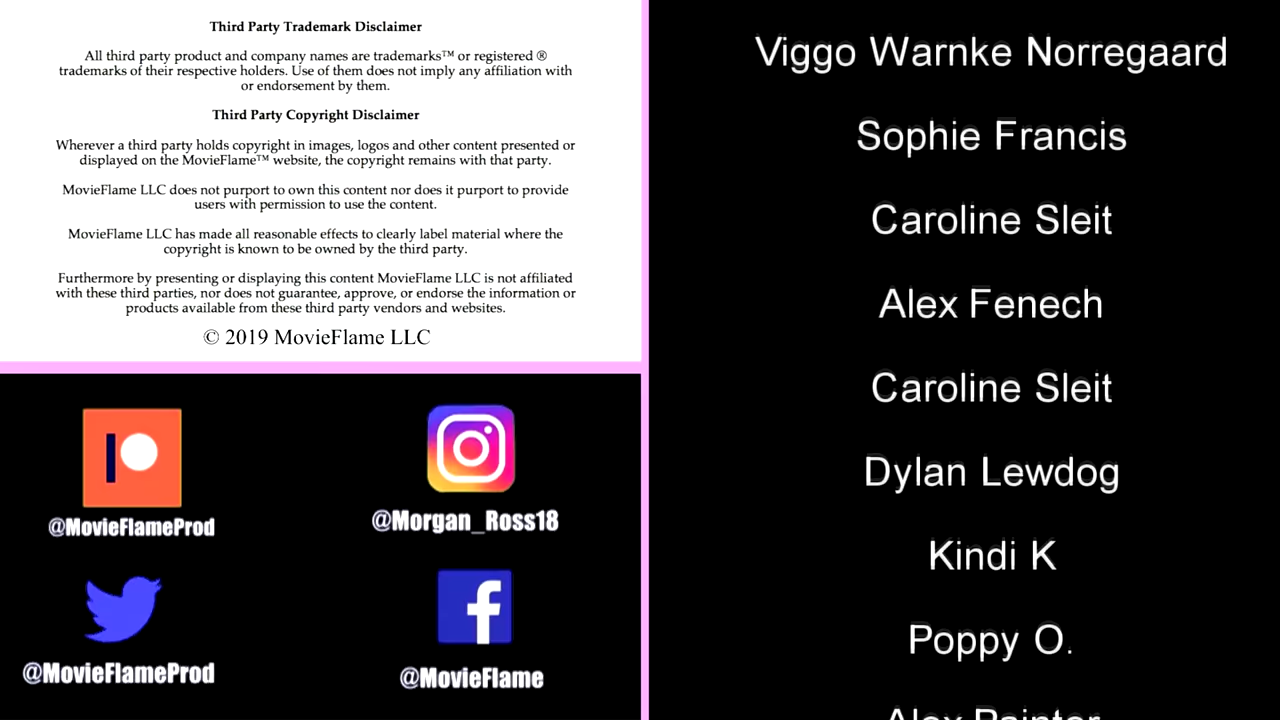 Third Party Trademark Disclaimer
All third party product and company names are trademarks™ or registered ®
trademarks of their respective holders. Use of them does not imply any affiliation with
or endorsement by them.
Third Party Copyright Disclaimer
Wherever a third party holds copyright in images, logos and other content presented or
displayed on the MovieFlame™ website, the copyright remains with that party.
MovieFlame LLC does not purport to own this content nor does it purport to provide
users with permission to use the content.
MovieFlame LLC has made all reasonable effects to clearly label material where the
copyright is known to be owned by the third party.
Furthermore by presenting or displaying this content MovieFlame LLC is not affiliated
with these third parties, nor does not guarantee, approve, or endorse the information or
products available from these third party vendors and websites.
© 2019 MovieFlame LLC
@MovieFlameProd
@Morgan_Ross18
@MovieFlameProd
@MovieFlame
Viggo Warnke Norregaard
Sophie Francis
Caroline Sleit
Alex Fenech
Caroline Sleit
Dylan Lewdog
Kindi K
Poppy O.
Alex Painter